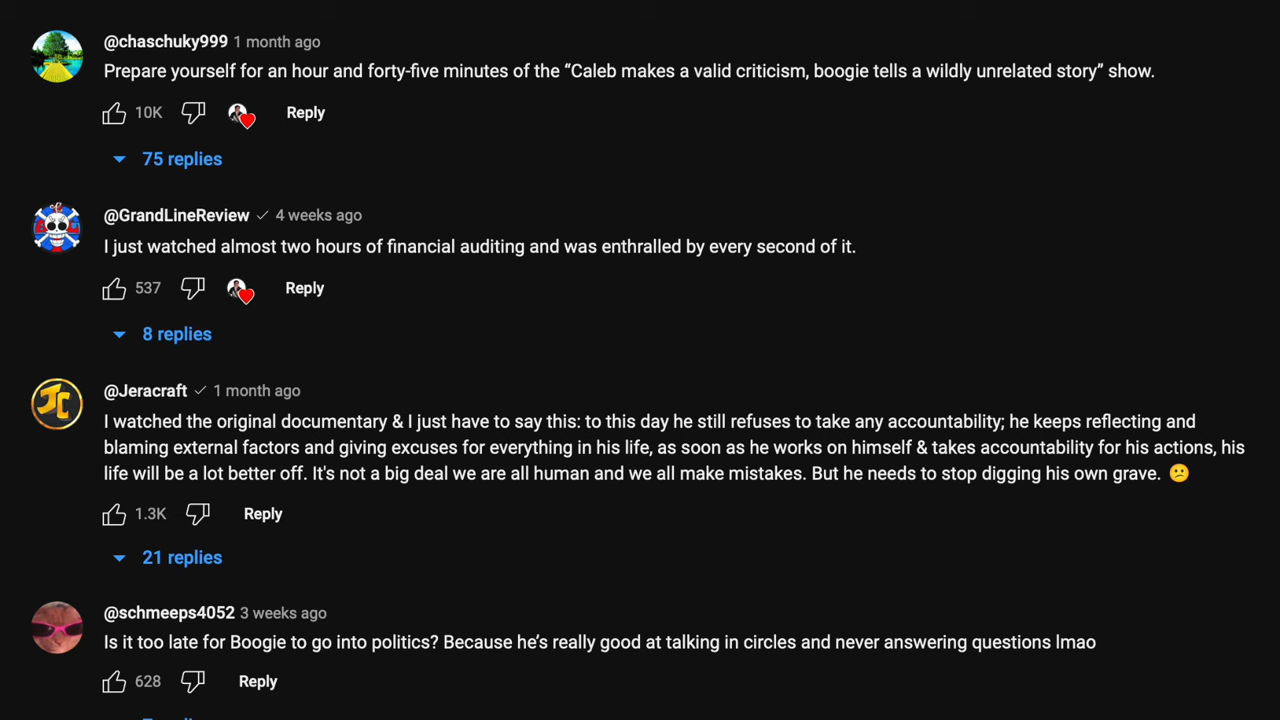 @chaschuky999 1 month ago
Prepare yourself for an hour and forty-five minutes of the “Caleb makes a valid criticism, boogie tells a wildly unrelated story” show.
10K Reply
75 replies
@GrandLineReview 4 weeks ago
I just watched almost two hours of financial auditing and was enthralled by every second of it.
537 Reply
8 replies
@Jeracraft 1 month ago
I watched the original documentary & I just have to say this: to this day he still refuses to take any accountability; he keeps reflecting and
blaming external factors and giving excuses for everything in his life, as soon as he works on himself & takes accountability for his actions, his
life will be a lot better off. It's not a big deal we are all human and we all make mistakes. But he needs to stop digging his own grave. 😕
1.3K Reply
21 replies
@schmeeps4052 3 weeks ago
Is it too late for Boogie to go into politics? Because he’s really good at talking in circles and never answering questions lmao
628 Reply